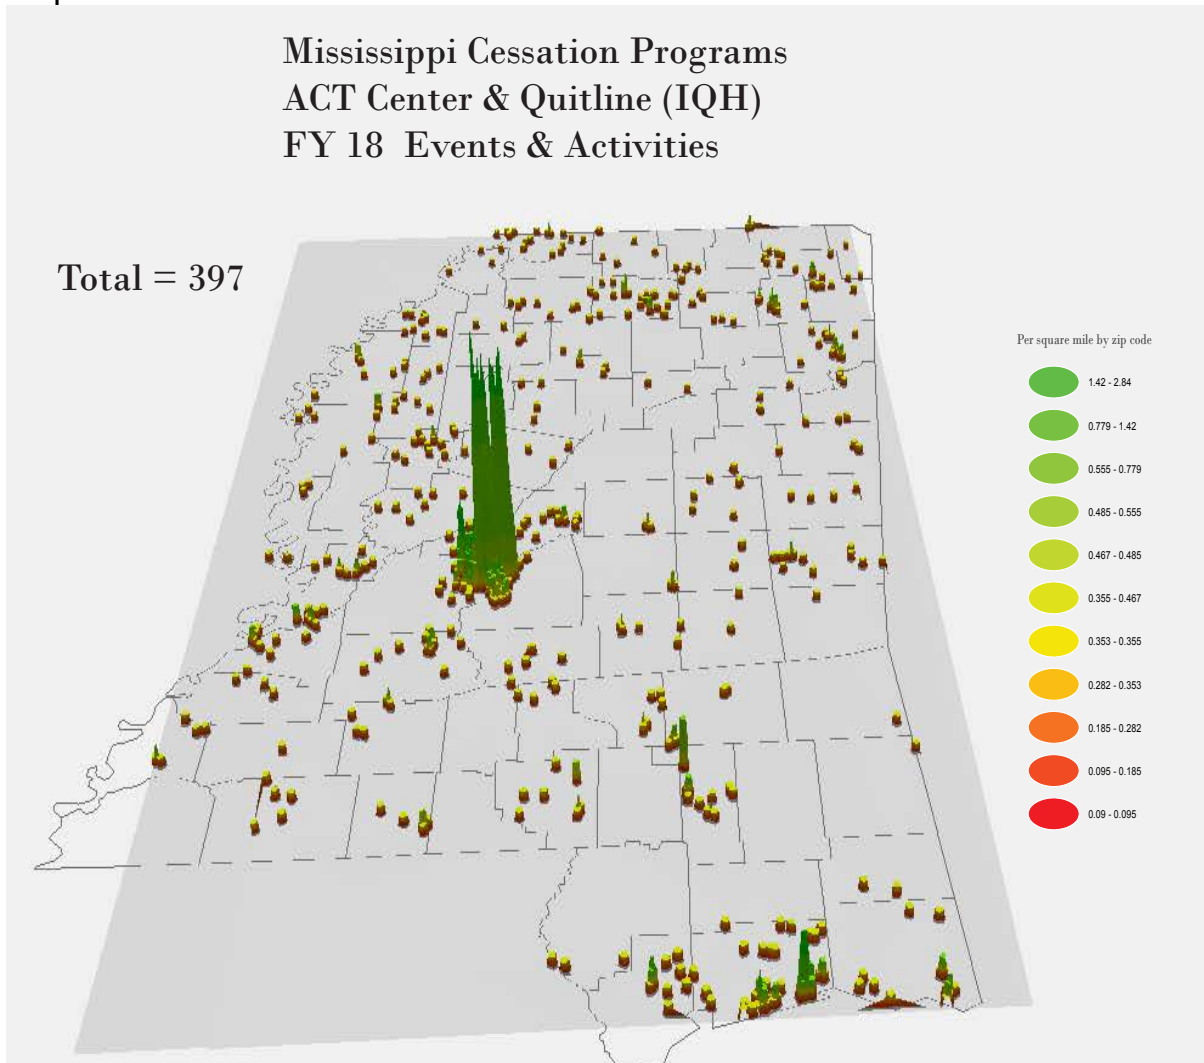 Mississippi Cessation Programs
ACT Center & Quitline (IQH)
FY 18 Events & Activities
Total = 397
Per square mile by zip code
1.42 - 2.84
0.779 - 1.42
0.555 - 0.779
0.485 - 0.555
0.467 - 0.485
0.355 - 0.467
0.353 - 0.355
0.282 - 0.353
0.185 - 0.282
0.095 - 0.185
0.09 - 0.095